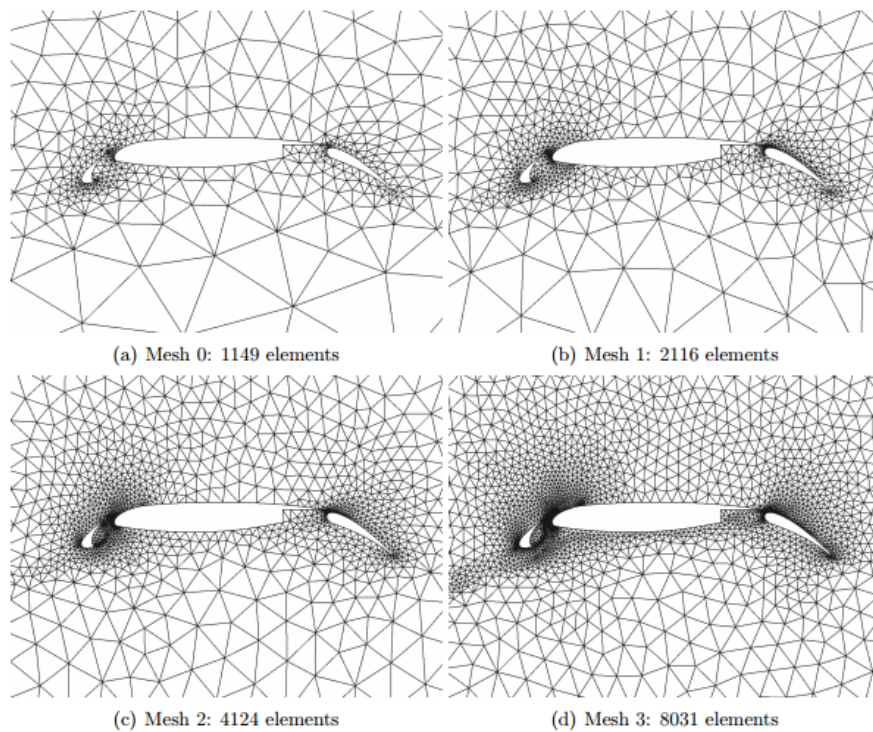 (a) Mesh 0: 1149 elements
(b) Mesh 1: 2116 elements
(c) Mesh 2: 4124 elements
(d) Mesh 3: 8031 elements